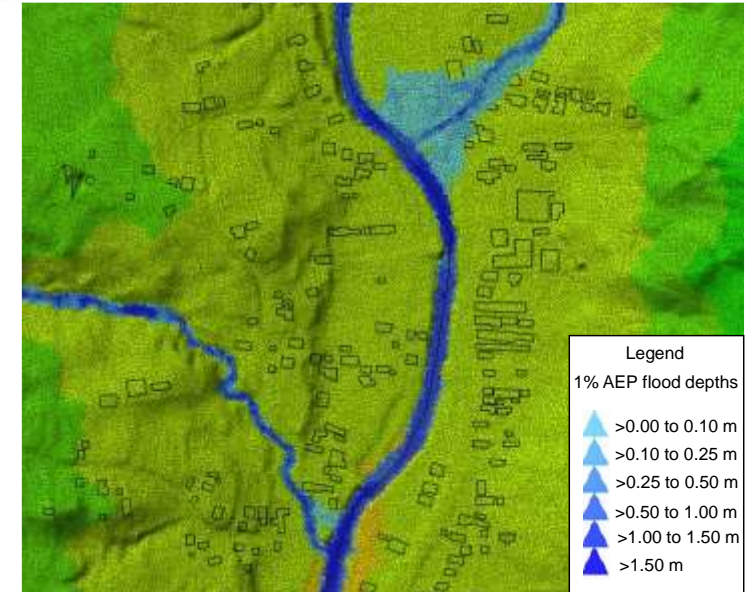 Legend
1% AEP flood depths
>0.00 to 0.10 m
>0.10 to 0.25 m
>0.25 to 0.50 m
>0.50 to 1.00 m
>1.00 to 1.50 m
>1.50 m